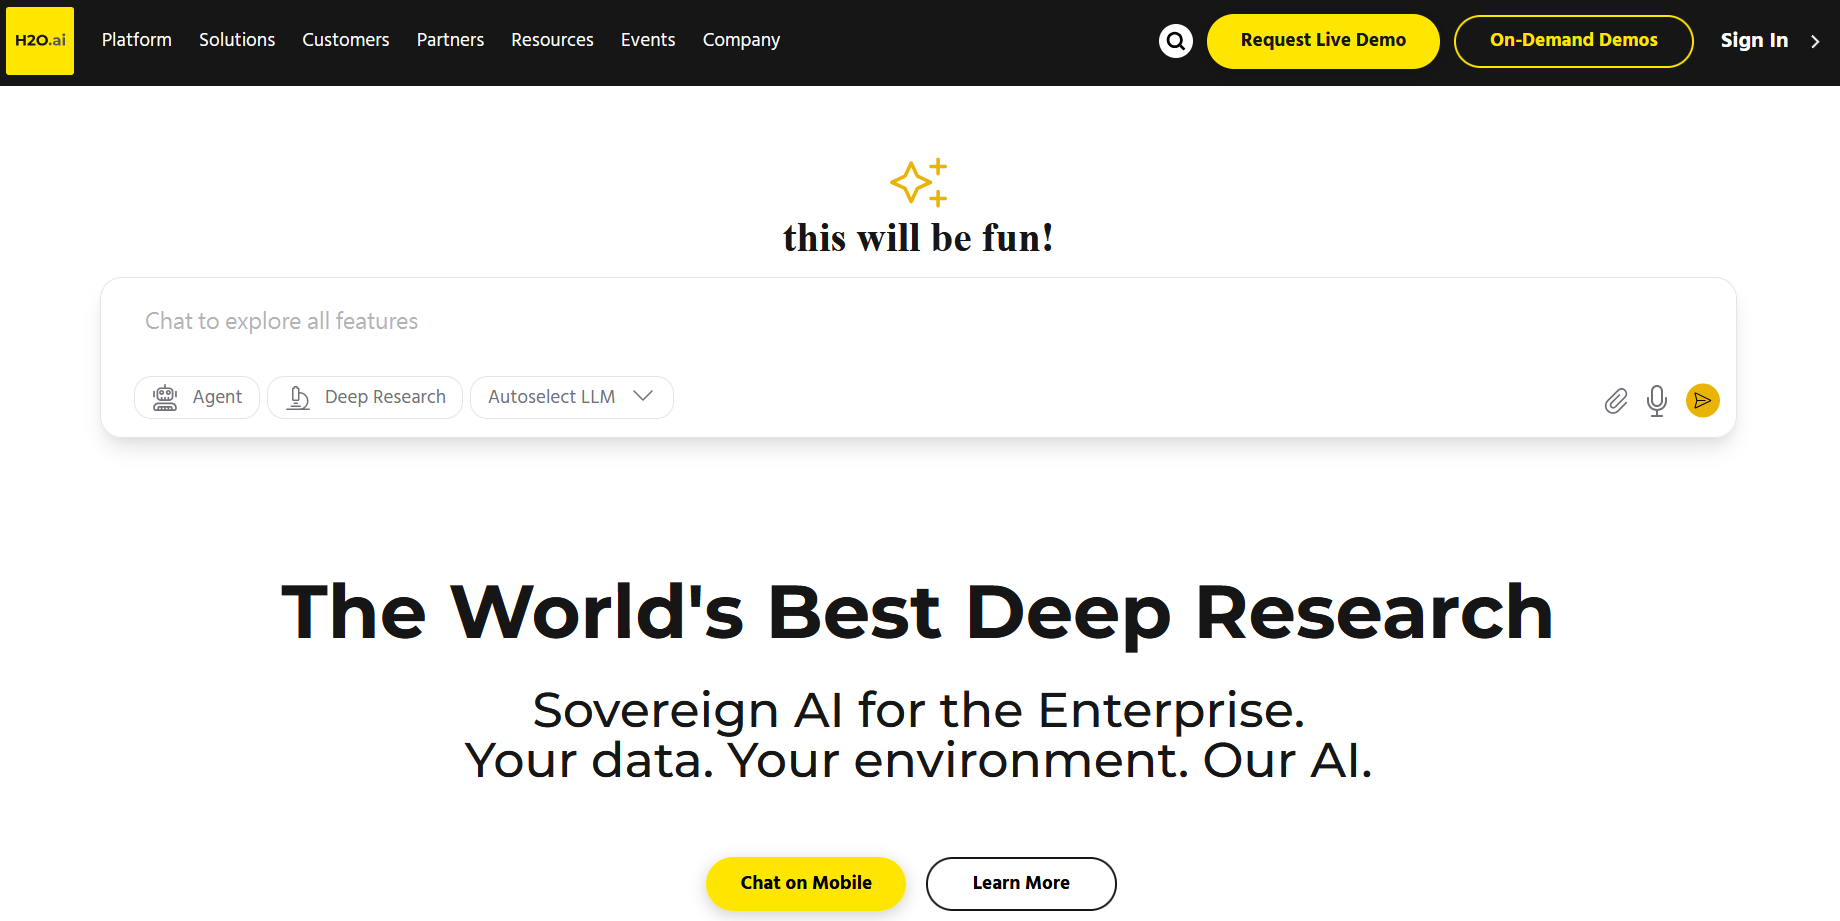 H2O.ai
Platform
Solutions
Customers
Partners
Resources
Events
Company
Request Live Demo
On-Demand Demos
Sign In
this will be fun!
Chat to explore all features
Agent
Deep Research
Autoselect LLM
The World's Best Deep Research
Sovereign AI for the Enterprise.
Your data. Your environment. Our AI.
Chat on Mobile
Learn More